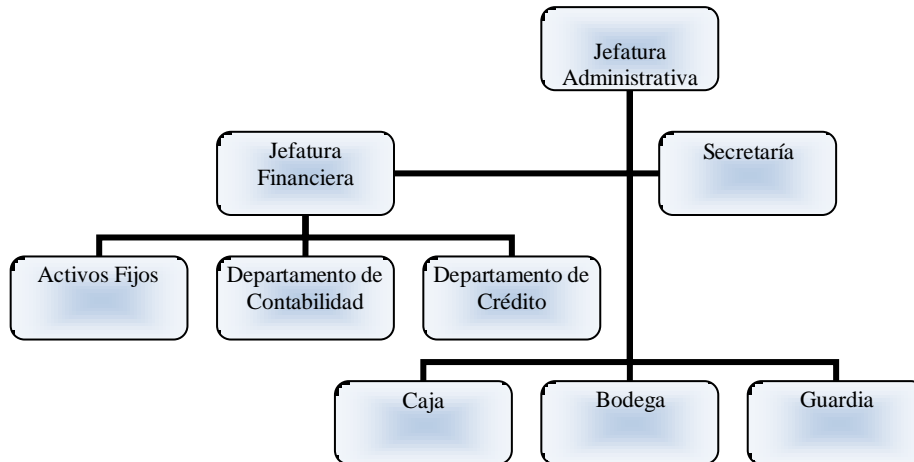 Jefatura
Administrativa
Jefatura
Financiera
Secretaría
Activos Fijos
Departamento de
Contabilidad
Departamento de
Crédito
Caja
Bodega
Guardia